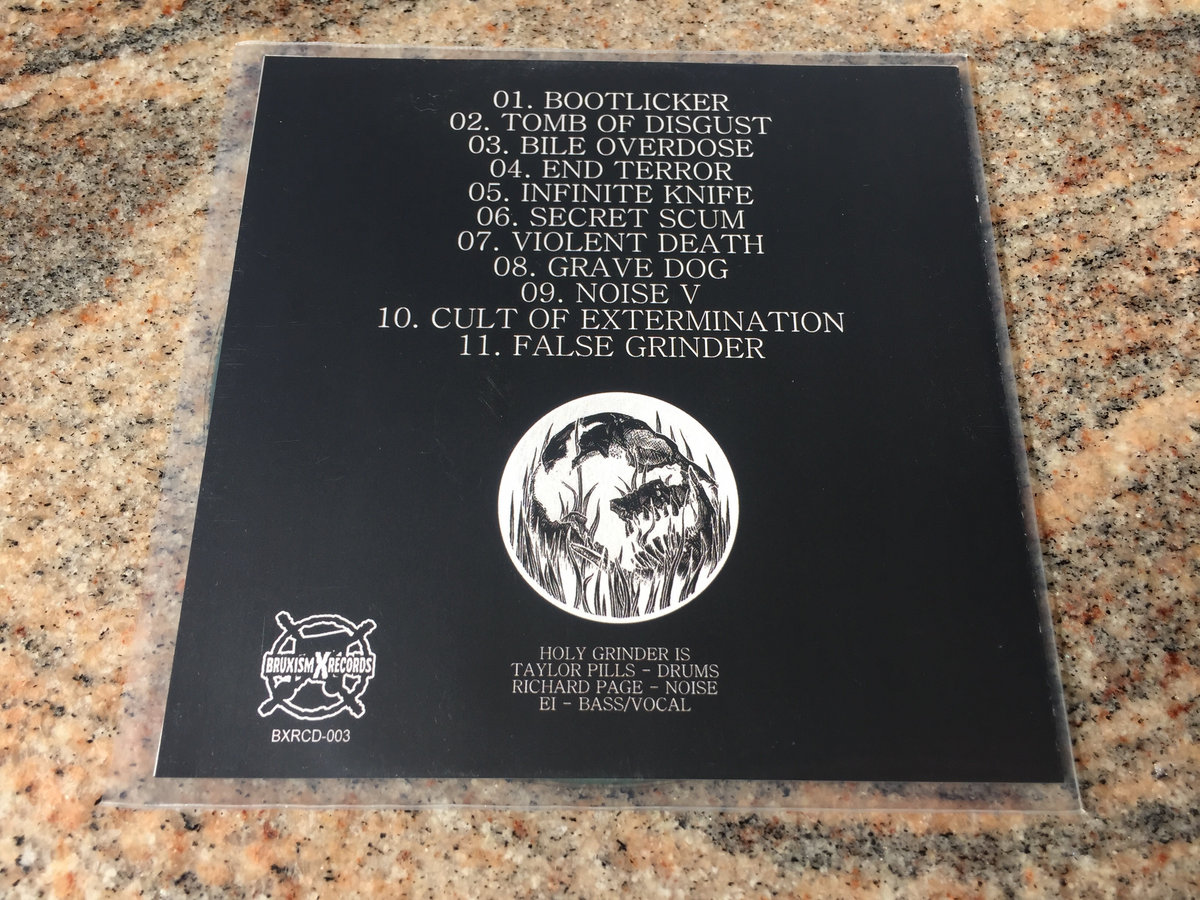 01. BOOTLICKER
02. TOMB OF DISGUST
03. BILE OVERDOSE
04. END TERROR
05. INFINITE KNIFE
06. SECRET SCUM
07. VIOLENT DEATH
08. GRAVE DOG
09. NOISE V
10. CULT OF EXTERMINATION
11. FALSE GRINDER
HOLY GRINDER IS
TAYLOR PILLS – DRUMS
RICHARD PAGE – NOISE
EI – BASS/VOCAL
BRUXISM X RECORDS
BXRCD-003